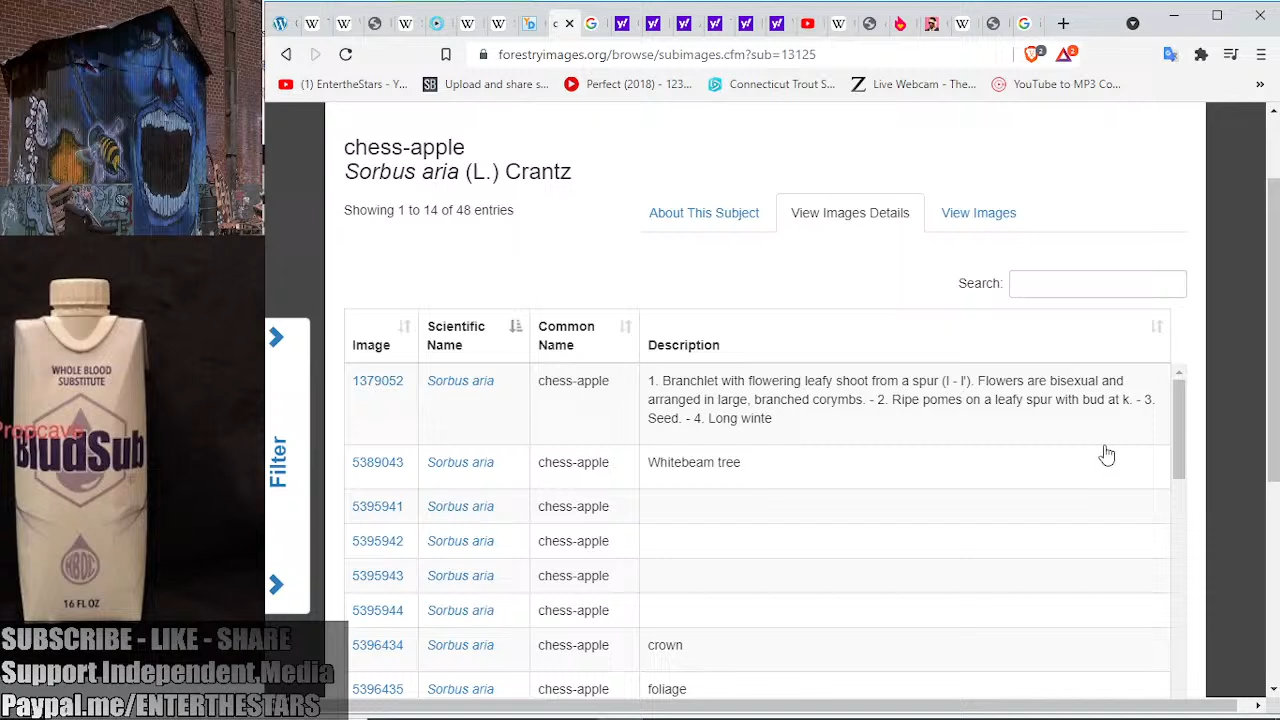 forestryimages.org/browse/subimages.cfm?sub=13125
(1) EntertheStars - Y...
Upload and share s...
Perfect (2018) - 123...
Connecticut Trout S...
Live Webcam - The...
YouTube to MP3 Co...
chess-apple
Sorbus aria (L.) Crantz
Showing 1 to 14 of 48 entries
About This Subject
View Images Details
View Images
Search:
Filter
Image
Scientific Name
Common Name
Description
1379052 Sorbus aria chess-apple 1. Branchlet with flowering leafy shoot from a spur (l - l'). Flowers are bisexual and
arranged in large, branched corymbs. - 2. Ripe pomes on a leafy spur with bud at k. - 3.
Seed. - 4. Long winte
5389043 Sorbus aria chess-apple Whitebeam tree
5395941 Sorbus aria chess-apple
5395942 Sorbus aria chess-apple
5395943 Sorbus aria chess-apple
5395944 Sorbus aria chess-apple
5396434 Sorbus aria chess-apple crown
5396435 Sorbus aria chess-apple foliage
WHOLE BLOOD
SUBSTITUTE
Propcave
BludSub
HBOC
16 FL OZ
SUBSCRIBE - LIKE - SHARE
Support Independent Media
Paypal.me/ENTERTHESTARS